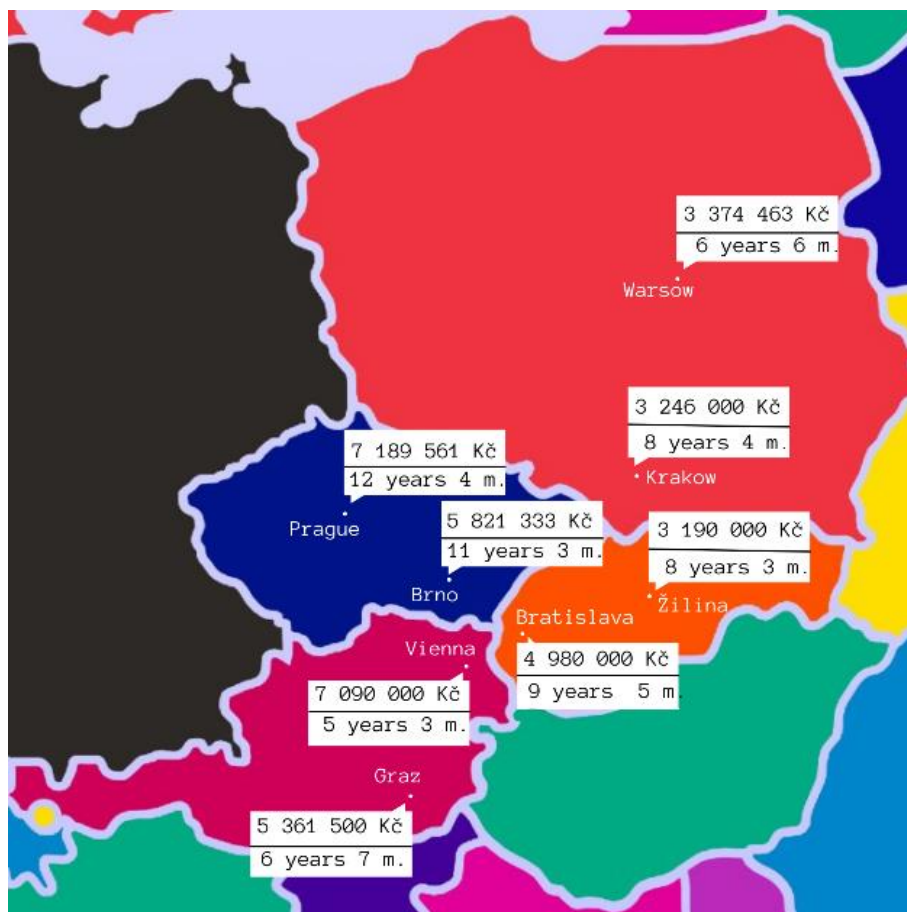 3 374 463 Kč
6 years 6 m.
Warsow
3 246 000 Kč
8 years 4 m.
Krakow
7 189 561 Kč
12 years 4 m.
Prague
5 821 333 Kč
11 years 3 m.
Brno
3 190 000 Kč
8 years 3 m.
Žilina
Bratislava
4 980 000 Kč
9 years 5 m.
Vienna
7 090 000 Kč
5 years 3 m.
Graz
5 361 500 Kč
6 years 7 m.